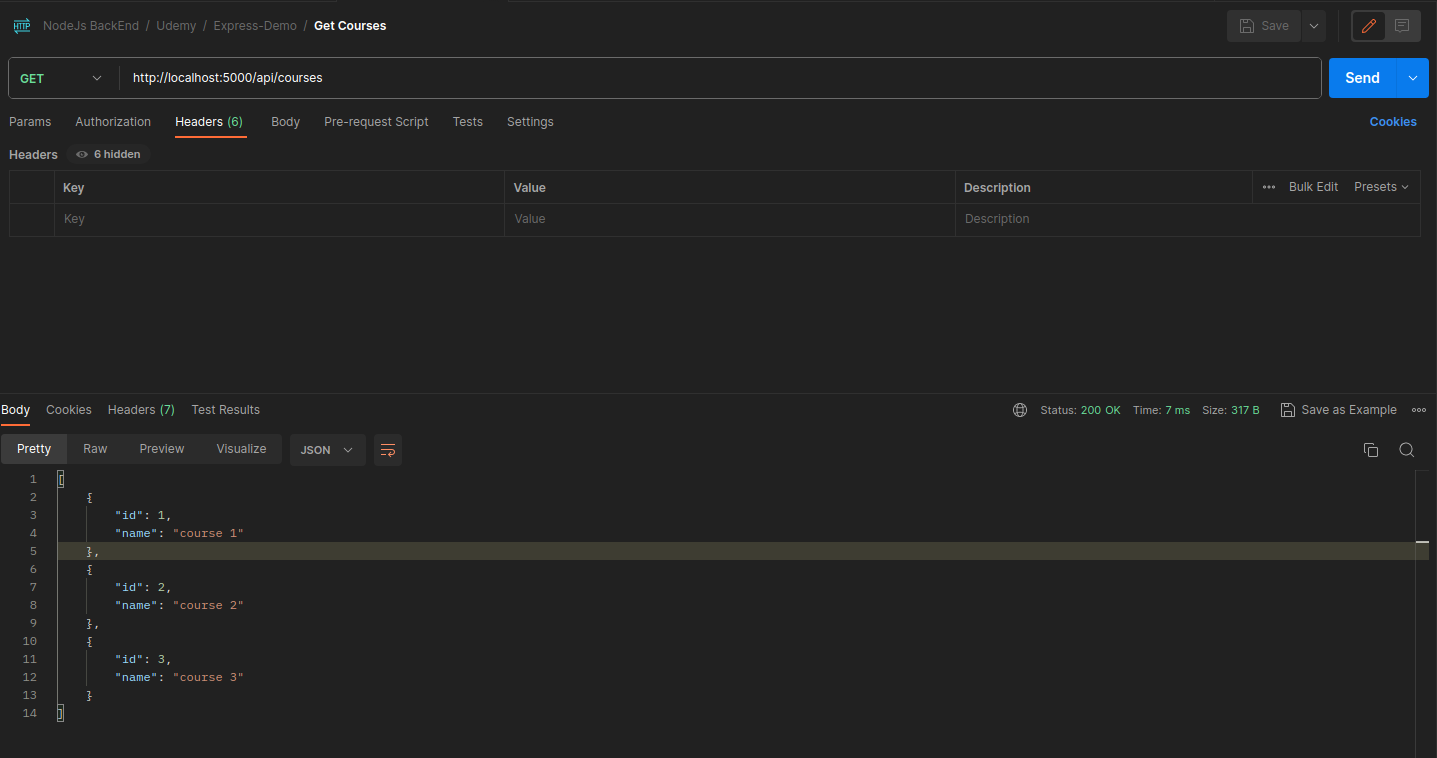 HTTP NodeJs BackEnd / Udemy / Express-Demo / Get Courses Save
GET http://localhost:5000/api/courses Send
Params Authorization Headers (6) Body Pre-request Script Tests Settings Cookies
Headers 6 hidden
Key Value Description Bulk Edit Presets
Key Value Description
Body Cookies Headers (7) Test Results Status: 200 OK Time: 7 ms Size: 317 B Save as Example
Pretty Raw Preview Visualize JSON
1 [
2 {
3 "id": 1,
4 "name": "course 1"
5 },
6 {
7 "id": 2,
8 "name": "course 2"
9 },
10 {
11 "id": 3,
12 "name": "course 3"
13 }
14 ]